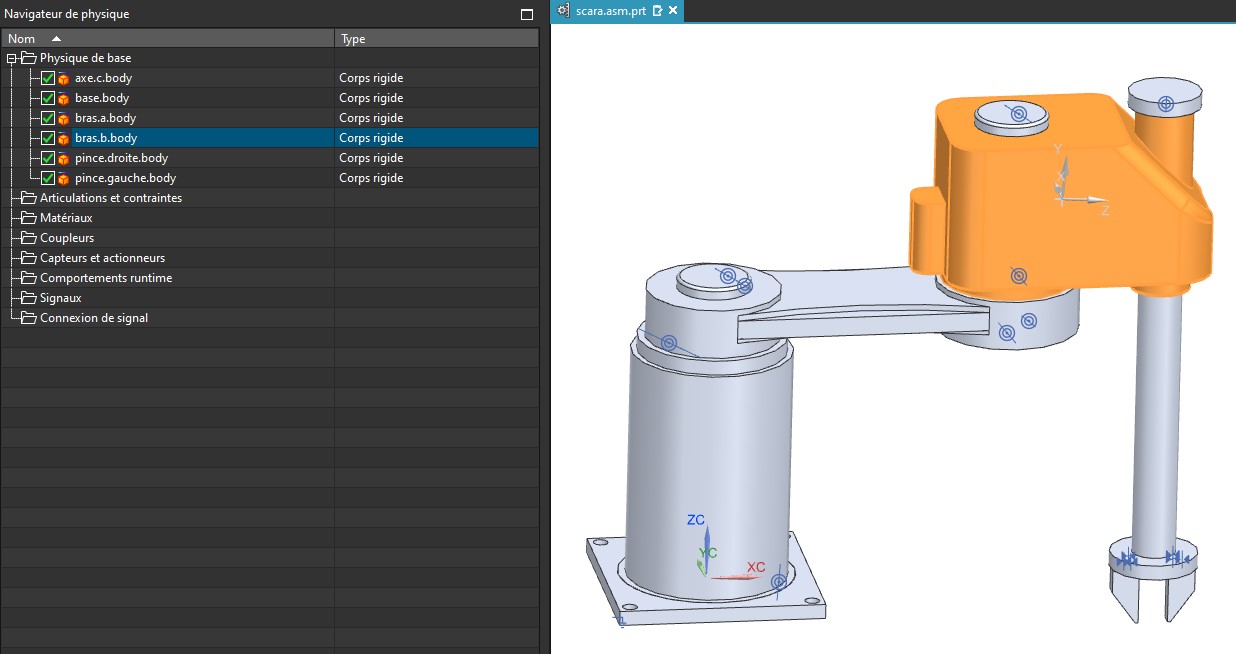 Navigateur de physique
scara.asm.prt
Nom Type
Physique de base
axe.c.body Corps rigide
base.body Corps rigide
bras.a.body Corps rigide
bras.b.body Corps rigide
pince.droite.body Corps rigide
pince.gauche.body Corps rigide
Articulations et contraintes
Matériaux
Coupleurs
Capteurs et actionneurs
Comportements runtime
Signaux
Connexion de signal
Y
X
Z
ZC
YC
XC